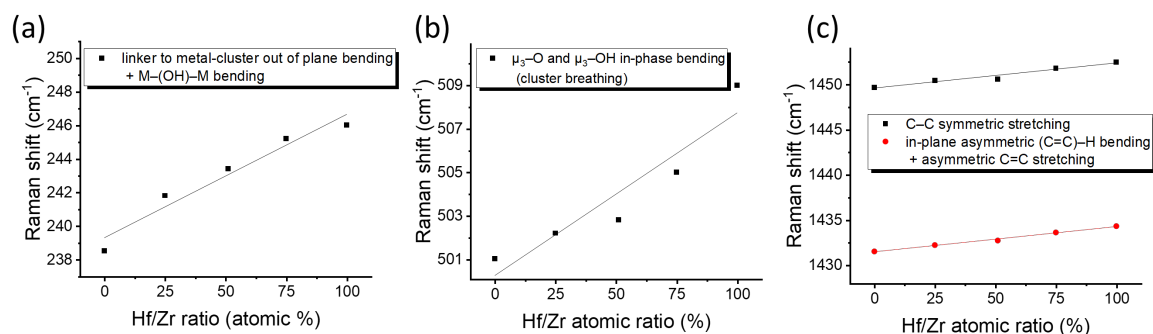 (a)
250
248
246
244
242
240
238
Raman shift (cm⁻¹)
■ linker to metal-cluster out of plane bending
+ M–(OH)–M bending
0 25 50 75 100
Hf/Zr ratio (atomic %)
(b)
509
507
505
503
501
Raman shift (cm⁻¹)
■ μ₃–O and μ₃–OH in-phase bending
(cluster breathing)
0 25 50 75 100
Hf/Zr atomic ratio (%)
(c)
1450
1445
1440
1435
1430
Raman shift (cm⁻¹)
■ C–C symmetric stretching
● in-plane asymmetric (C=C)–H bending
+ asymmetric C=C stretching
0 25 50 75 100
Hf/Zr atomic ratio (%)